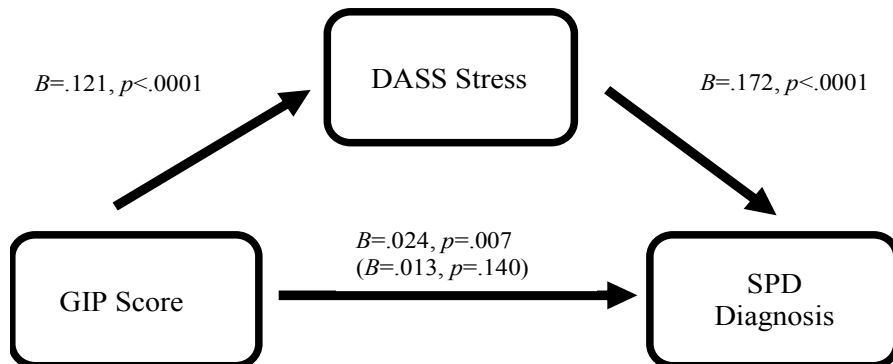 DASS Stress
B=.121, p<.0001
B=.172, p<.0001
B=.024, p=.007
(B=.013, p=.140)
GIP Score
SPD
Diagnosis